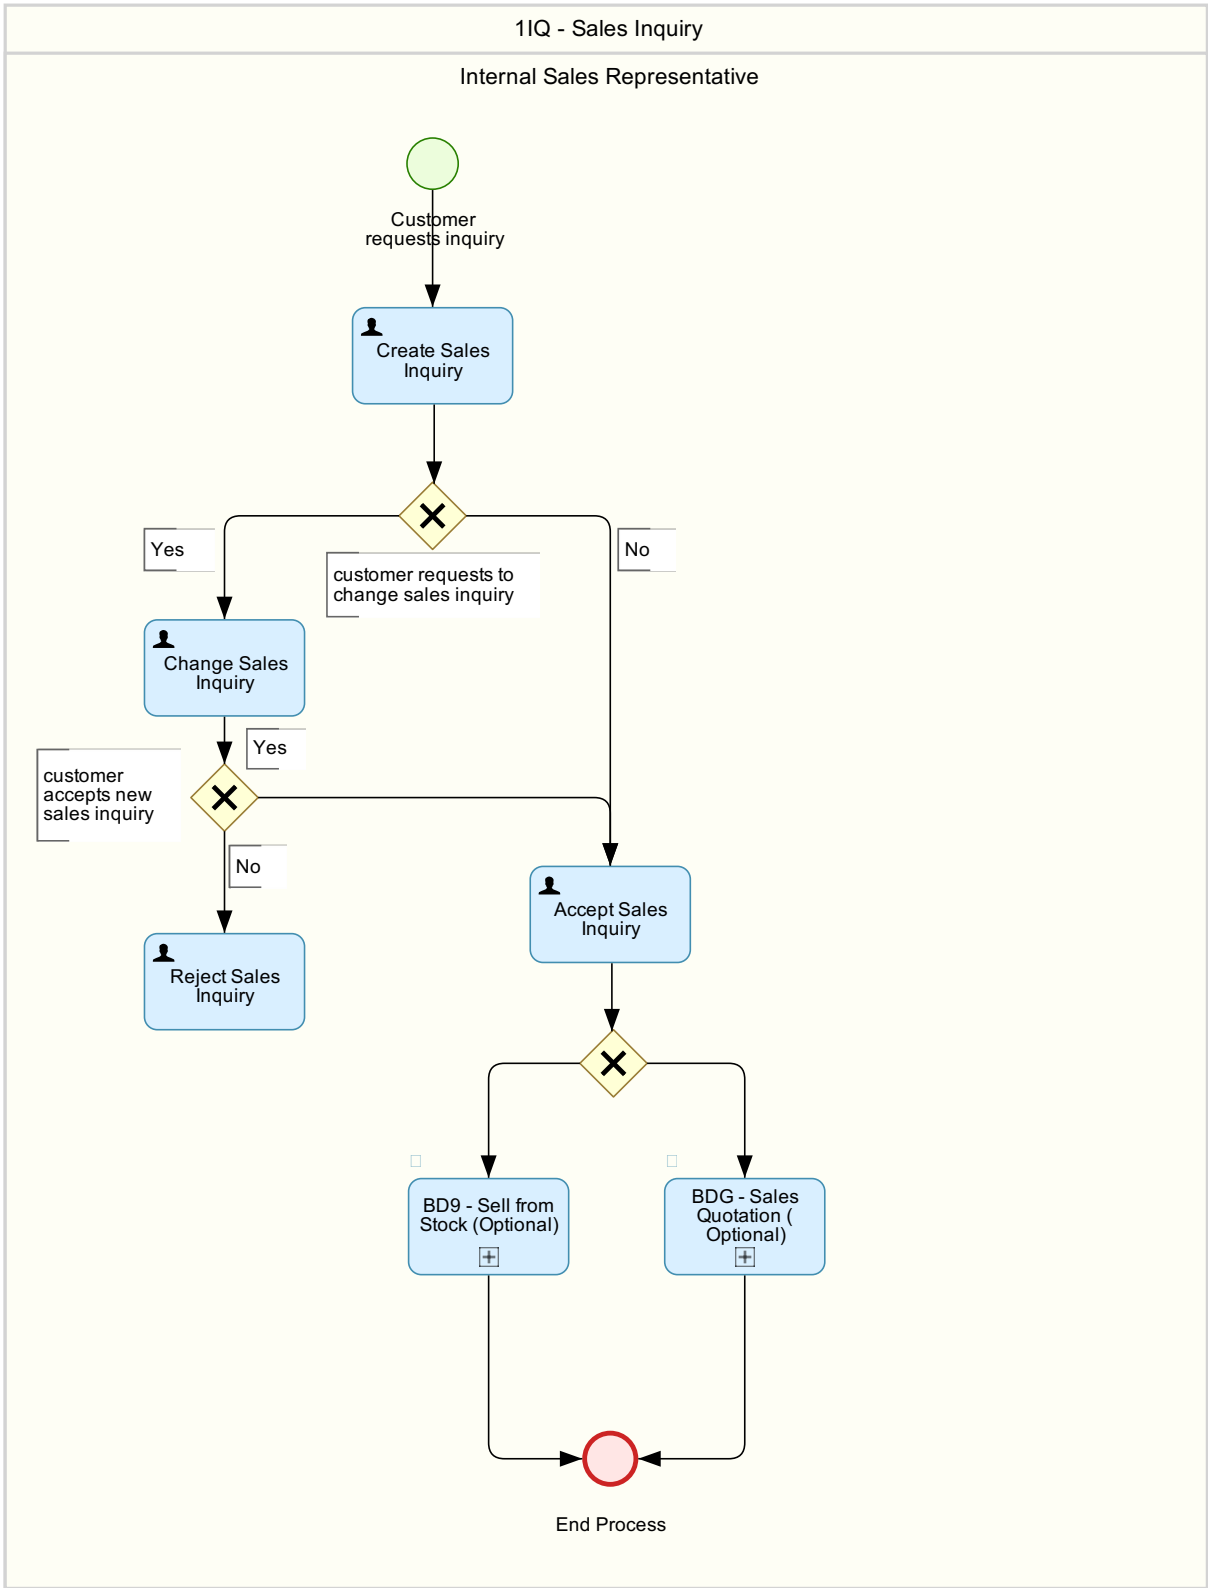 1IQ - Sales Inquiry
Internal Sales Representative
Customer
requests inquiry
Create Sales
Inquiry
Yes
customer requests to
change sales inquiry
No
Change Sales
Inquiry
Yes
customer
accepts new
sales inquiry
No
Accept Sales
Inquiry
Reject Sales
Inquiry
BD9 - Sell from
Stock (Optional)
BDG - Sales
Quotation (
Optional)
End Process